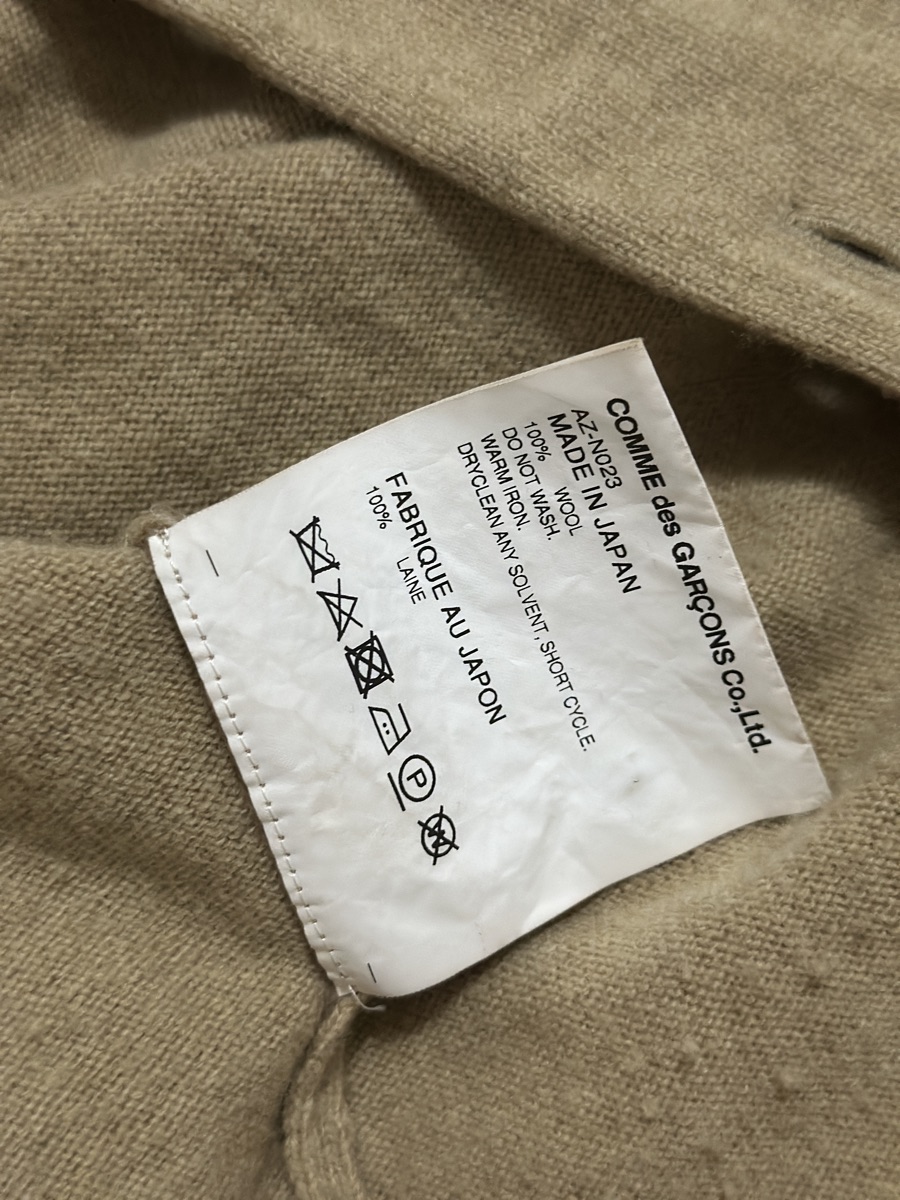 COMME des GARÇONS Co.,Ltd.
AZ-N023
MADE IN JAPAN
100% WOOL
DO NOT WASH.
WARM IRON.
DRYCLEAN ANY SOLVENT, SHORT CYCLE.
FABRIQUE AU JAPON
100% LAINE
P
W